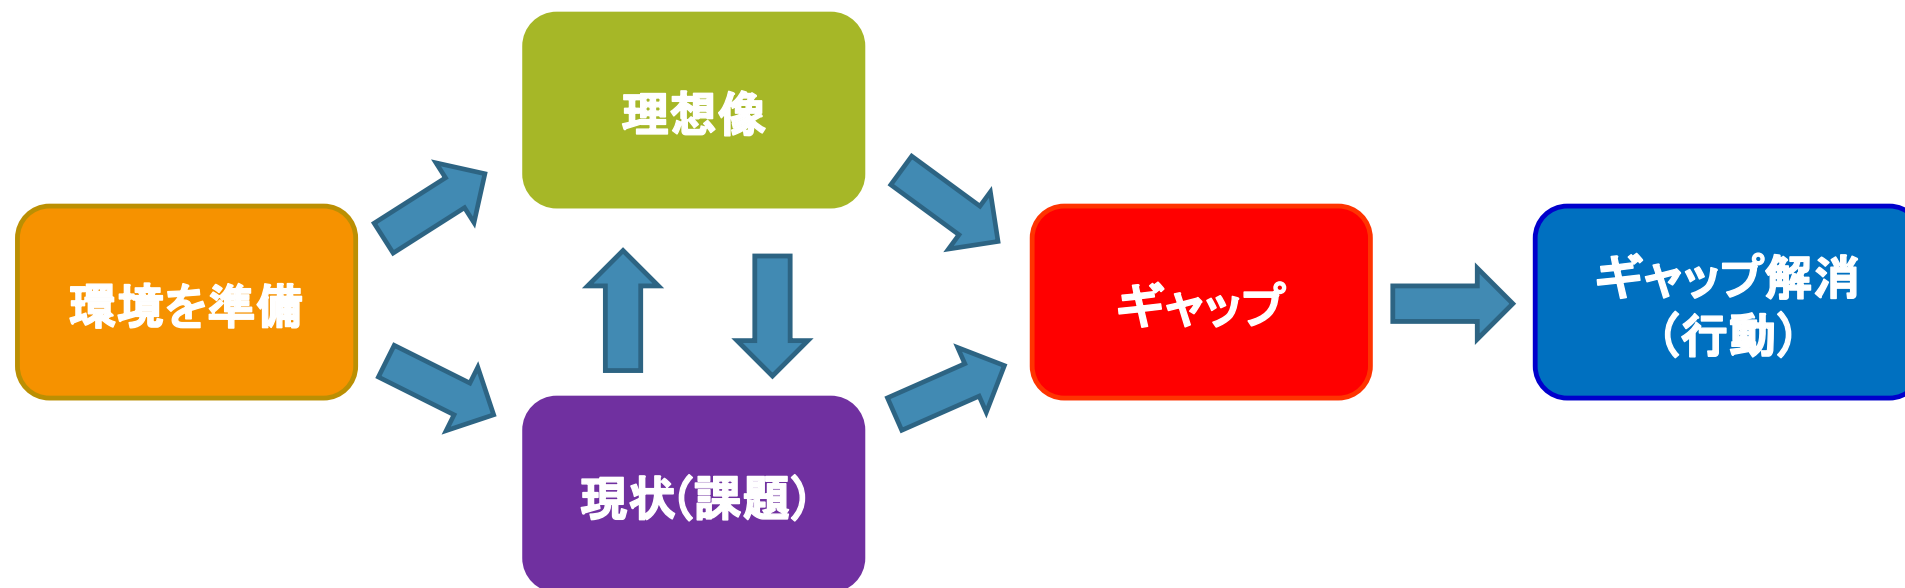 理想像
環境を準備
ギャップ
ギャップ解消
(行動)
現状(課題)